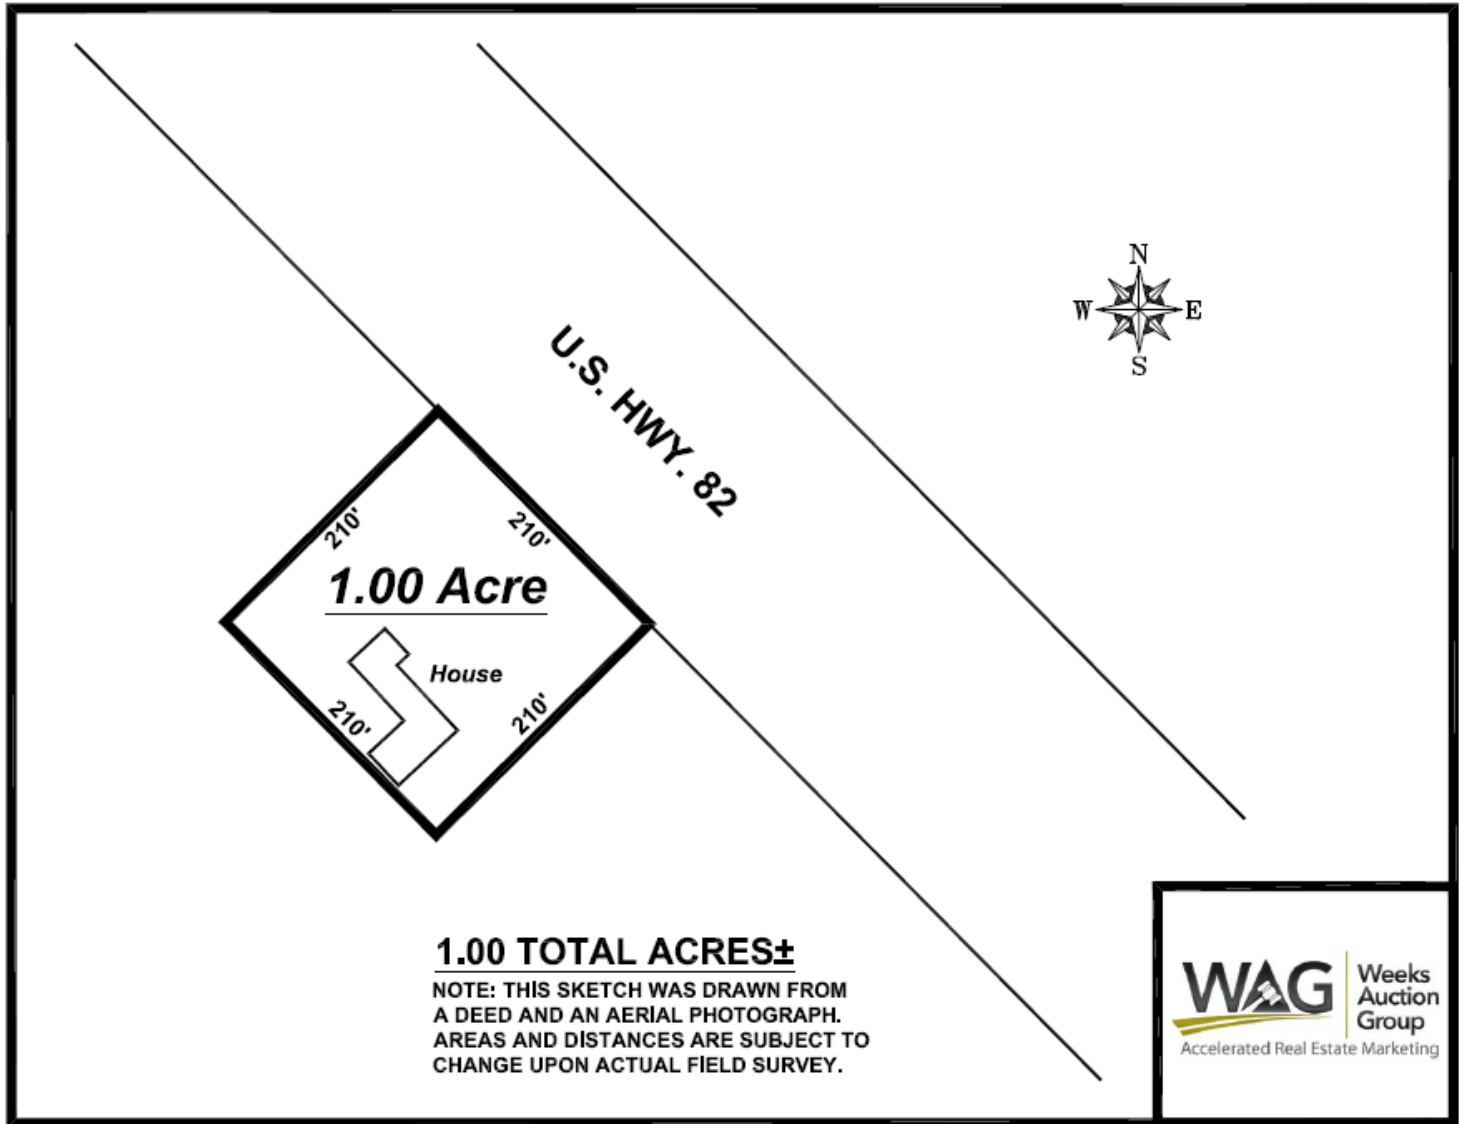 N
W E
S
U.S. HWY. 82
210'
210'
1.00 Acre
House
210'
210'
1.00 TOTAL ACRES±
NOTE: THIS SKETCH WAS DRAWN FROM
A DEED AND AN AERIAL PHOTOGRAPH.
AREAS AND DISTANCES ARE SUBJECT TO
CHANGE UPON ACTUAL FIELD SURVEY.
WAG
Weeks
Auction
Group
Accelerated Real Estate Marketing